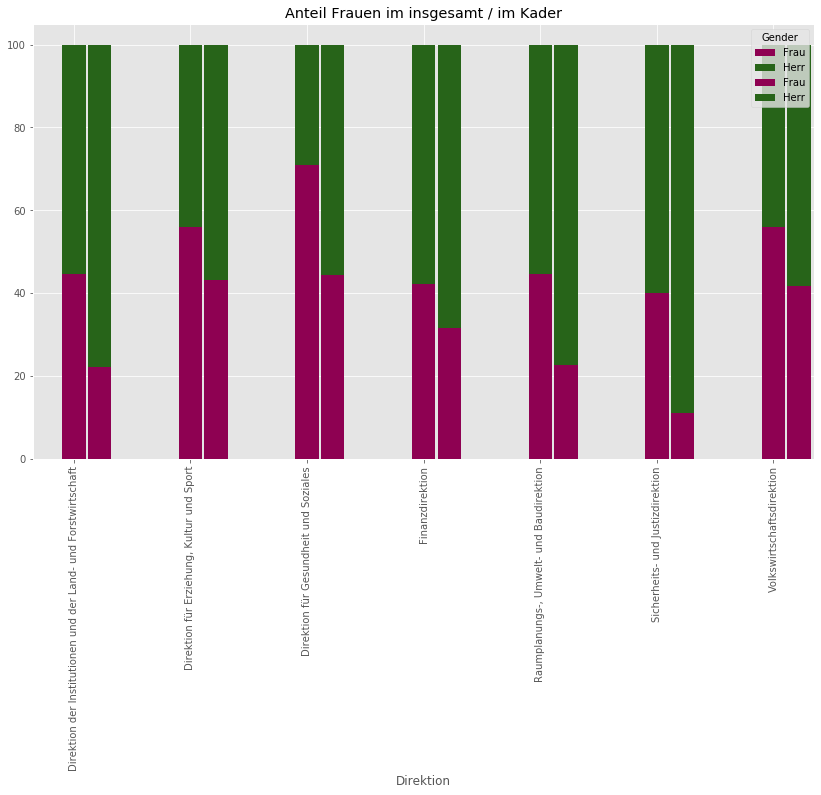 Anteil Frauen im insgesamt / im Kader
Gender
Frau
Herr
Frau
Herr
100
80
60
40
20
0
Direktion der Institutionen und der Land- und Forstwirtschaft
Direktion für Erziehung, Kultur und Sport
Direktion für Gesundheit und Soziales
Finanzdirektion
Raumplanungs-, Umwelt- und Baudirektion
Sicherheits- und Justizdirektion
Volkswirtschaftsdirektion
Direktion